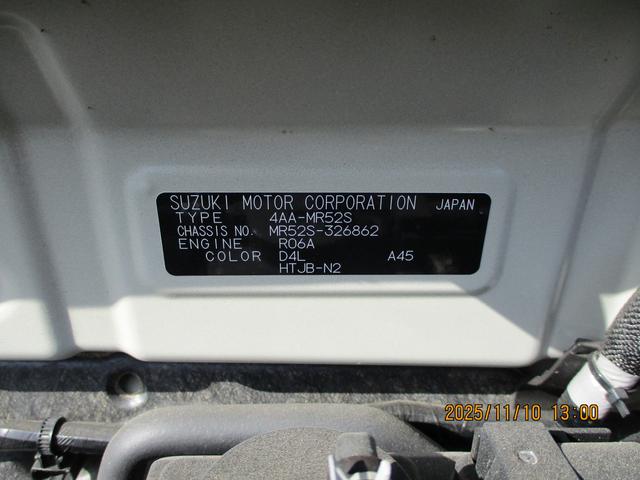 SUZUKI MOTOR CORPORATION JAPAN
TYPE 4AA-MR52S
CHASSIS NO. MR52S-326862
ENGINE R06A
COLOR D4L A45
HTJB-N2
2025/11/10 13:00